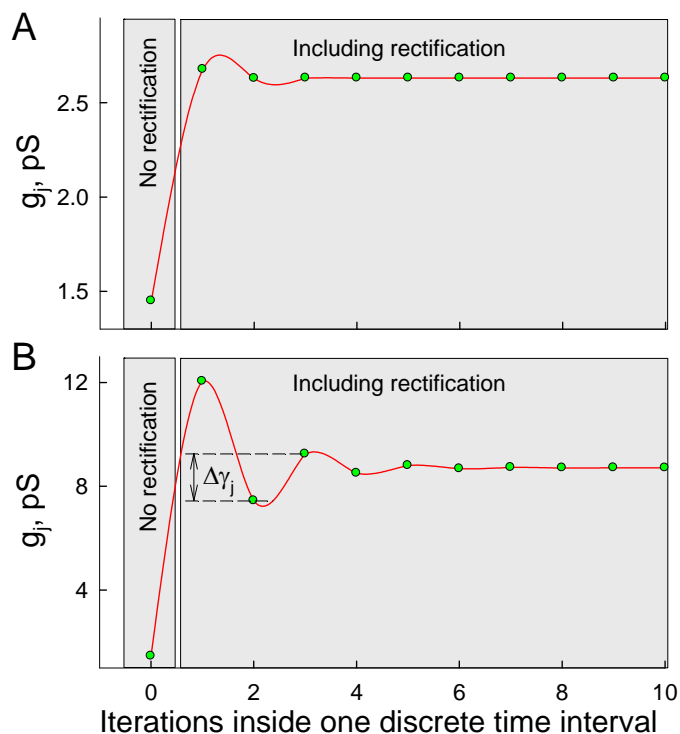 A
No rectification
Including rectification
g_j, pS
2.5
2.0
1.5
B
No rectification
Including rectification
g_j, pS
12
8
4
Δγ_j
0 2 4 6 8 10
Iterations inside one discrete time interval